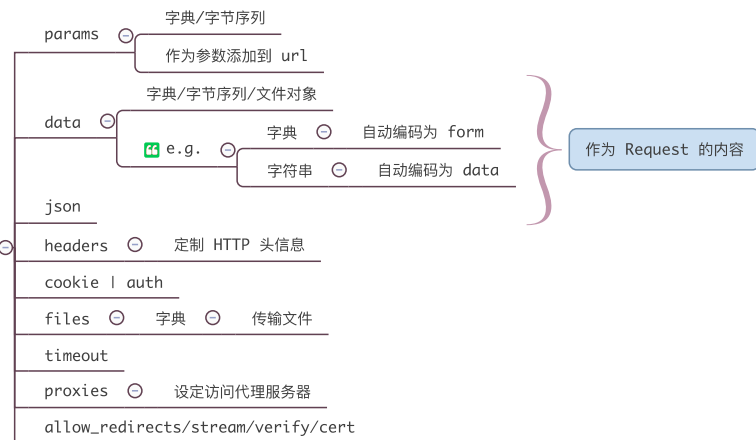 params
字典/字节序列
作为参数添加到 url
data
字典/字节序列/文件对象
e.g.
字典
自动编码为 form
字符串
自动编码为 data
作为 Request 的内容
json
headers
定制 HTTP 头信息
cookie | auth
files
字典
传输文件
timeout
proxies
设定访问代理服务器
allow_redirects/stream/verify/cert